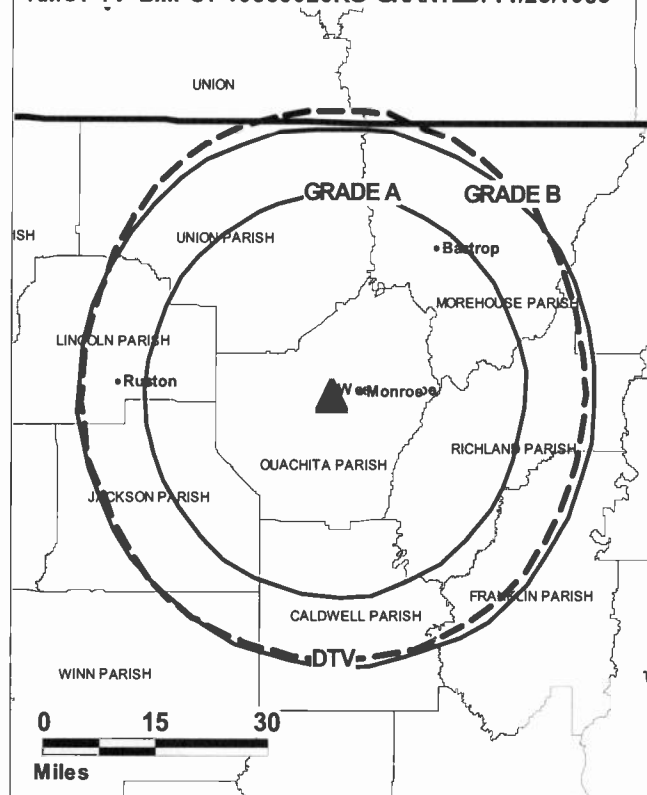 UNION
GRADE A
GRADE B
ISH
UNION PARISH
Bastrop
MOREHOUSE PARISH
LINCOLN PARISH
Ruston
Monroe
RICHLAND PARISH
OUACHITA PARISH
JACKSON PARISH
FRANKLIN PARISH
CALDWELL PARISH
DTV
WINN PARISH
0 15 30
Miles